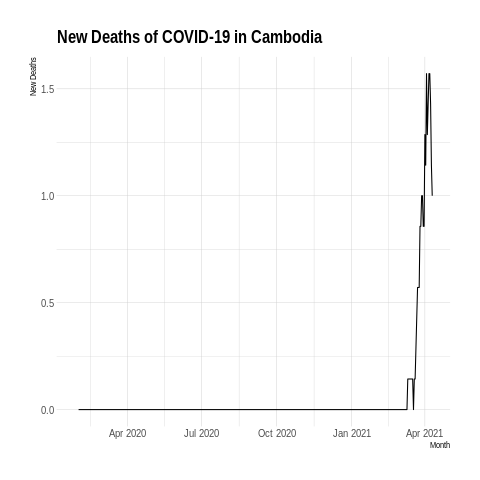 New Deaths of COVID-19 in Cambodia
New Deaths
1.5
1.0
0.5
0.0
Apr 2020 Jul 2020 Oct 2020 Jan 2021 Apr 2021
Month